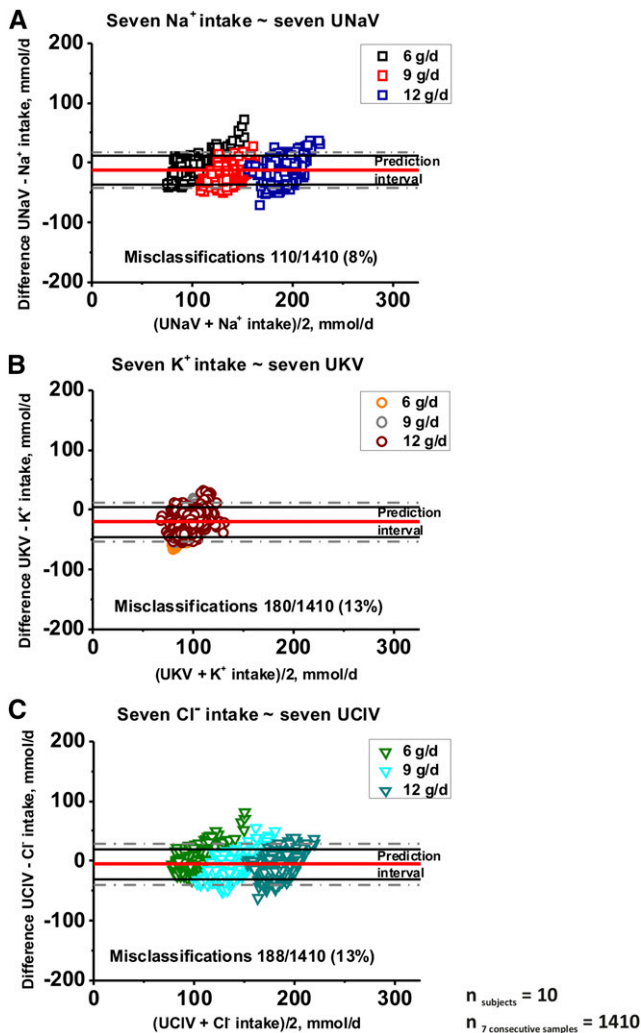 A
Seven Na⁺ intake ~ seven UNaV
Difference UNaV - Na⁺ intake, mmol/d
200
100
0
-100
-200
6 g/d
9 g/d
12 g/d
Prediction
interval
Misclassifications 110/1410 (8%)
0 100 200 300
(UNaV + Na⁺ intake)/2, mmol/d
B
Seven K⁺ intake ~ seven UKV
Difference UKV - K⁺ intake, mmol/d
200
100
0
-100
-200
6 g/d
9 g/d
12 g/d
Prediction
interval
Misclassifications 180/1410 (13%)
0 100 200 300
(UKV + K⁺ intake)/2, mmol/d
C
Seven Cl⁻ intake ~ seven UClV
Difference UClV - Cl⁻ intake, mmol/d
200
100
0
-100
-200
6 g/d
9 g/d
12 g/d
Prediction
interval
Misclassifications 188/1410 (13%)
0 100 200 300
(UClV + Cl⁻ intake)/2, mmol/d
n subjects = 10
n 7 consecutive samples = 1410